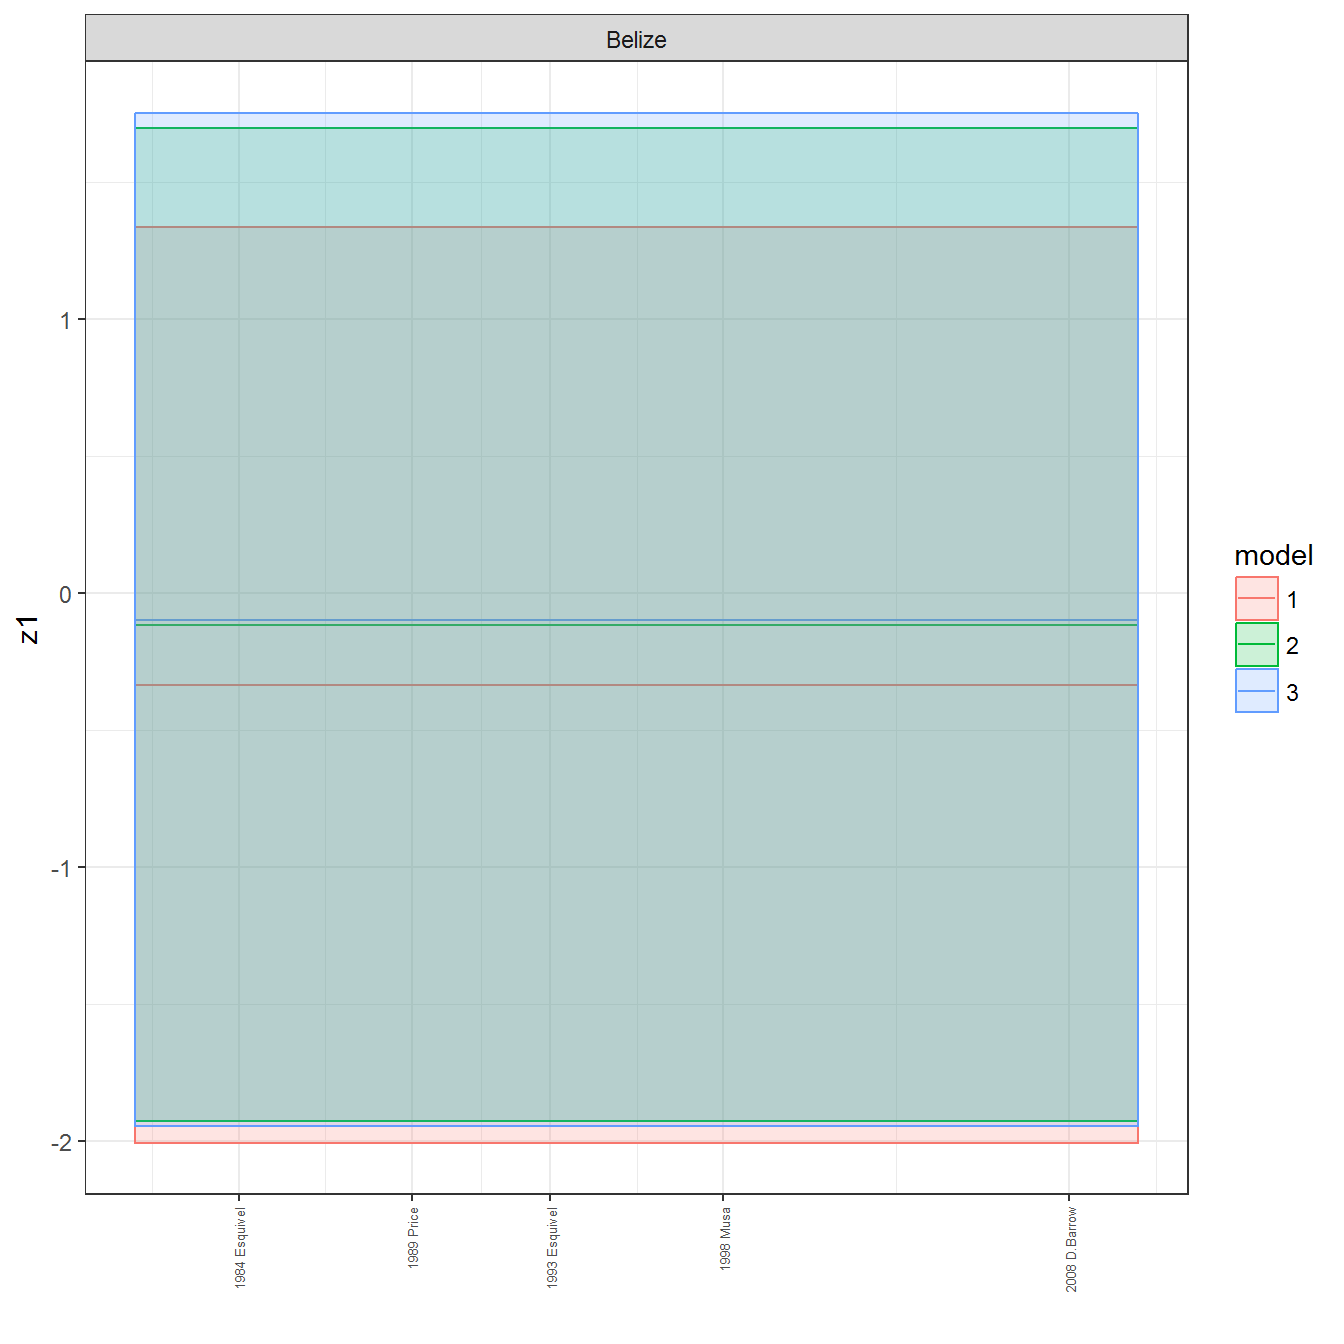 Belize
z1
1
0
-1
-2
1984 Esquivel
1989 Price
1993 Esquivel
1998 Musa
2008 D.Barrow
model
1
2
3